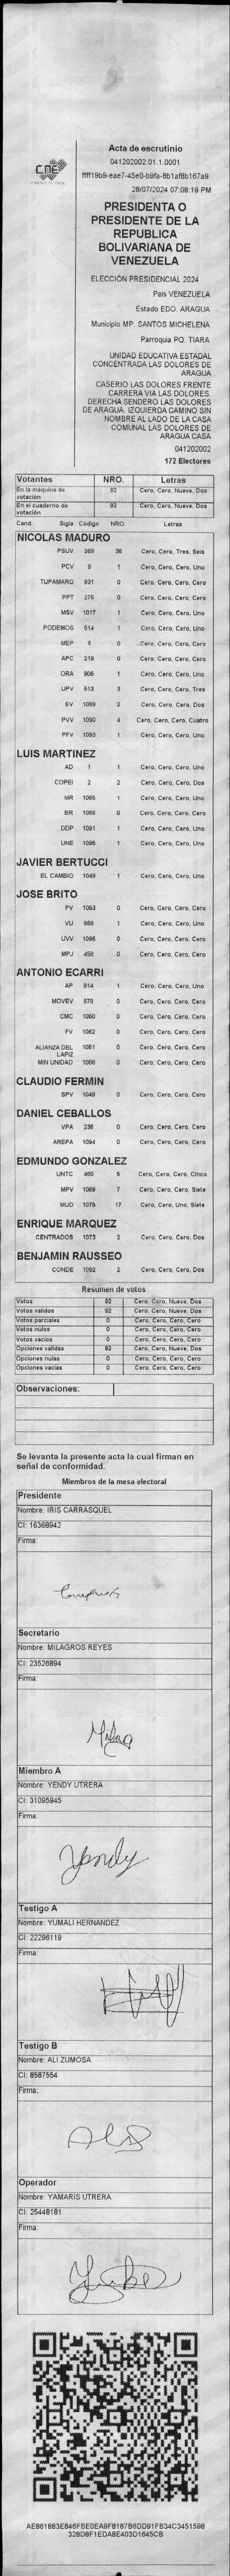 CNE
Acta de escrutinio
041202002.01.1.0001
ffff19b9-eae7-45e0-b9fa-8b1af8b167a9
28/07/2024 07:08:19 PM
PRESIDENTA O
PRESIDENTE DE LA
REPUBLICA
BOLIVARIANA DE
VENEZUELA
ELECCIÓN PRESIDENCIAL 2024
País VENEZUELA
Estado EDO. ARAGUA
Municipio MP. SANTOS MICHELENA
Parroquia PQ. TIARA
UNIDAD EDUCATIVA ESTADAL
CONCENTRADA LAS DOLORES DE
ARAGUA
CASERIO LAS DOLORES FRENTE
CARRERA VIA LAS DOLORES.
DERECHA SENDERO LAS DOLORES
DE ARAGUA. IZQUIERDA CAMINO SIN
NOMBRE AL LADO DE LA CASA
COMUNAL LAS DOLORES DE
ARAGUA CASA
041202002
172 Electores
Votantes NRO. Letras
En la máquina de votación 92 Cero, Cero, Nueve, Dos
En el cuaderno de votación 92 Cero, Cero, Nueve, Dos
Cand. Sigla Código NRO. Letras
NICOLAS MADURO
PSUV 269 36 Cero, Cero, Tres, Seis
PCV 9 1 Cero, Cero, Cero, Uno
TUPAMARO 931 0 Cero, Cero, Cero, Cero
PPT 275 0 Cero, Cero, Cero, Cero
MSV 1017 1 Cero, Cero, Cero, Uno
PODEMOS 514 1 Cero, Cero, Cero, Uno
MEP 6 0 Cero, Cero, Cero, Cero
APC 219 0 Cero, Cero, Cero, Cero
ORA 906 1 Cero, Cero, Cero, Uno
UPV 513 3 Cero, Cero, Cero, Tres
EV 1089 2 Cero, Cero, Cero, Dos
PVV 1090 4 Cero, Cero, Cero, Cuatro
PFV 1093 1 Cero, Cero, Cero, Uno
LUIS MARTINEZ
AD 1 1 Cero, Cero, Cero, Uno
COPEI 2 2 Cero, Cero, Cero, Dos
MR 1065 1 Cero, Cero, Cero, Uno
BR 1066 0 Cero, Cero, Cero, Cero
DDP 1091 1 Cero, Cero, Cero, Uno
UNE 1095 1 Cero, Cero, Cero, Uno
JAVIER BERTUCCI
EL CAMBIO 1048 1 Cero, Cero, Cero, Uno
JOSE BRITO
PV 1053 0 Cero, Cero, Cero, Cero
VU 868 1 Cero, Cero, Cero, Uno
UVV 1096 0 Cero, Cero, Cero, Cero
MPJ 458 0 Cero, Cero, Cero, Cero
ANTONIO ECARRI
AP 814 1 Cero, Cero, Cero, Uno
MOVEV 979 0 Cero, Cero, Cero, Cero
CMC 1050 0 Cero, Cero, Cero, Cero
FV 1062 0 Cero, Cero, Cero, Cero
ALIANZA DEL LAPIZ 1051 0 Cero, Cero, Cero, Cero
MIN UNIDAD 1068 0 Cero, Cero, Cero, Cero
CLAUDIO FERMIN
SPV 1049 0 Cero, Cero, Cero, Cero
DANIEL CEBALLOS
VPA 236 0 Cero, Cero, Cero, Cero
AREPA 1094 0 Cero, Cero, Cero, Cero
EDMUNDO GONZALEZ
UNTC 460 5 Cero, Cero, Cero, Cinco
MPV 1069 7 Cero, Cero, Cero, Siete
MUD 1075 17 Cero, Cero, Uno, Siete
ENRIQUE MARQUEZ
CENTRADOS 1073 2 Cero, Cero, Cero, Dos
BENJAMIN RAUSSEO
CONDE 1092 2 Cero, Cero, Cero, Dos
Resumen de votos
Votos 92 Cero, Cero, Nueve, Dos
Votos validos 92 Cero, Cero, Nueve, Dos
Votos parciales 0 Cero, Cero, Cero, Cero
Votos nulos 0 Cero, Cero, Cero, Cero
Votos vacios 0 Cero, Cero, Cero, Cero
Opciones validas 92 Cero, Cero, Nueve, Dos
Opciones nulas 0 Cero, Cero, Cero, Cero
Opciones vacias 0 Cero, Cero, Cero, Cero
Observaciones:
Se levanta la presente acta la cual firman en
señal de conformidad.
Miembros de la mesa electoral
Presidente
Nombre: IRIS CARRASQUEL
CI: 16368942
Firma:
Secretario
Nombre: MILAGROS REYES
CI: 23526894
Firma:
Miembro A
Nombre: YENDY UTRERA
CI: 31095945
Firma:
Yendy
Testigo A
Nombre: YUMALI HERNANDEZ
CI: 22296119
Firma:
Testigo B
Nombre: ALI ZUMOSA
CI: 8587554
Firma:
Operador
Nombre: YAMARIS UTRERA
CI: 25448181
Firma:
AE861883E846FBE0EA9F8187B6DD91FB34C3451598
328D8F1EDA8E403D1645CB